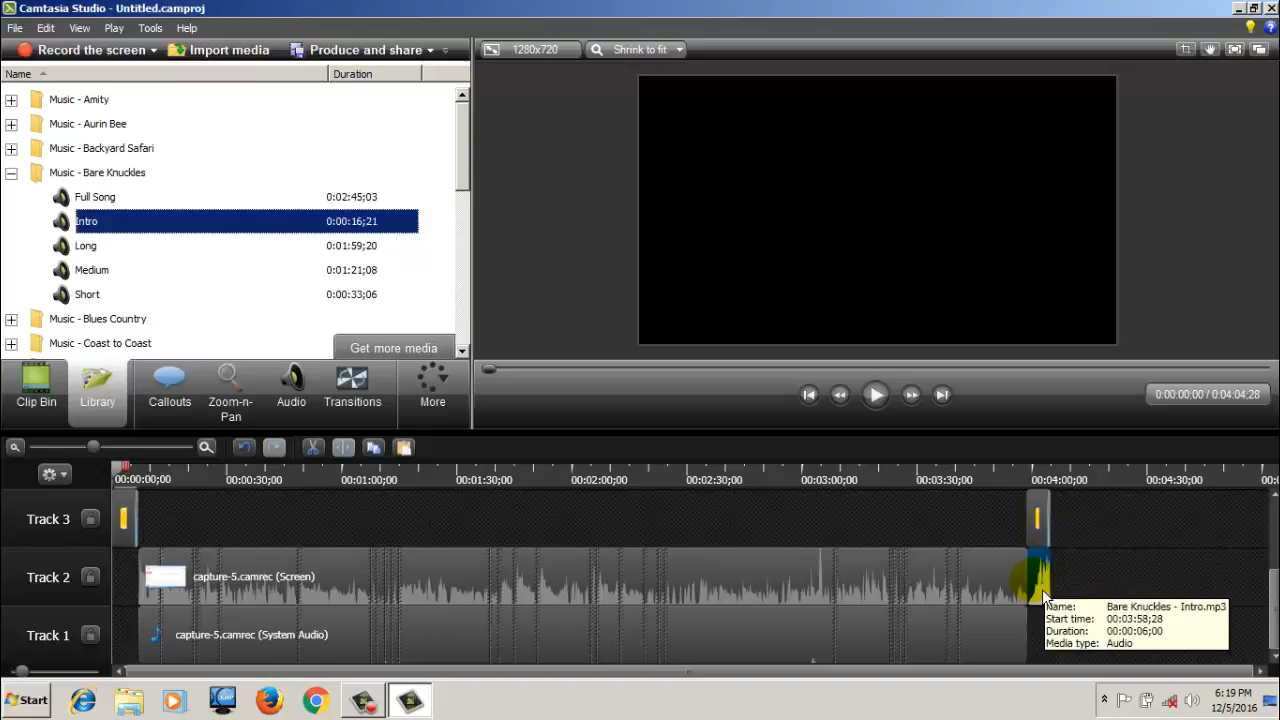 Camtasia Studio - Untitled.camproj
File Edit View Play Tools Help
Record the screen Import media Produce and share
1280x720 Shrink to fit
Name Duration
Music - Amity
Music - Aurin Bee
Music - Backyard Safari
Music - Bare Knuckles
Full Song 0:02:45;03
Intro 0:00:16;21
Long 0:01:59;20
Medium 0:01:21;08
Short 0:00:33;06
Music - Blues Country
Music - Coast to Coast
Get more media
Clip Bin Library Callouts Zoom-n-Pan Audio Transitions More
0:00:00;00 / 0:04:04;28
00:00:00;00 00:00:30;00 00:01:00;00 00:01:30;00 00:02:00;00 00:02:30;00 00:03:00;00 00:03:30;00 00:04:00;00 00:04:30;00
Track 3
Track 2 capture-5.camrec (Screen)
Name: Bare Knuckles - Intro.mp3
Start time: 00:03:58;28
Duration: 00:00:06;00
Media type: Audio
Track 1 capture-5.camrec (System Audio)
Start
6:19 PM
12/5/2016